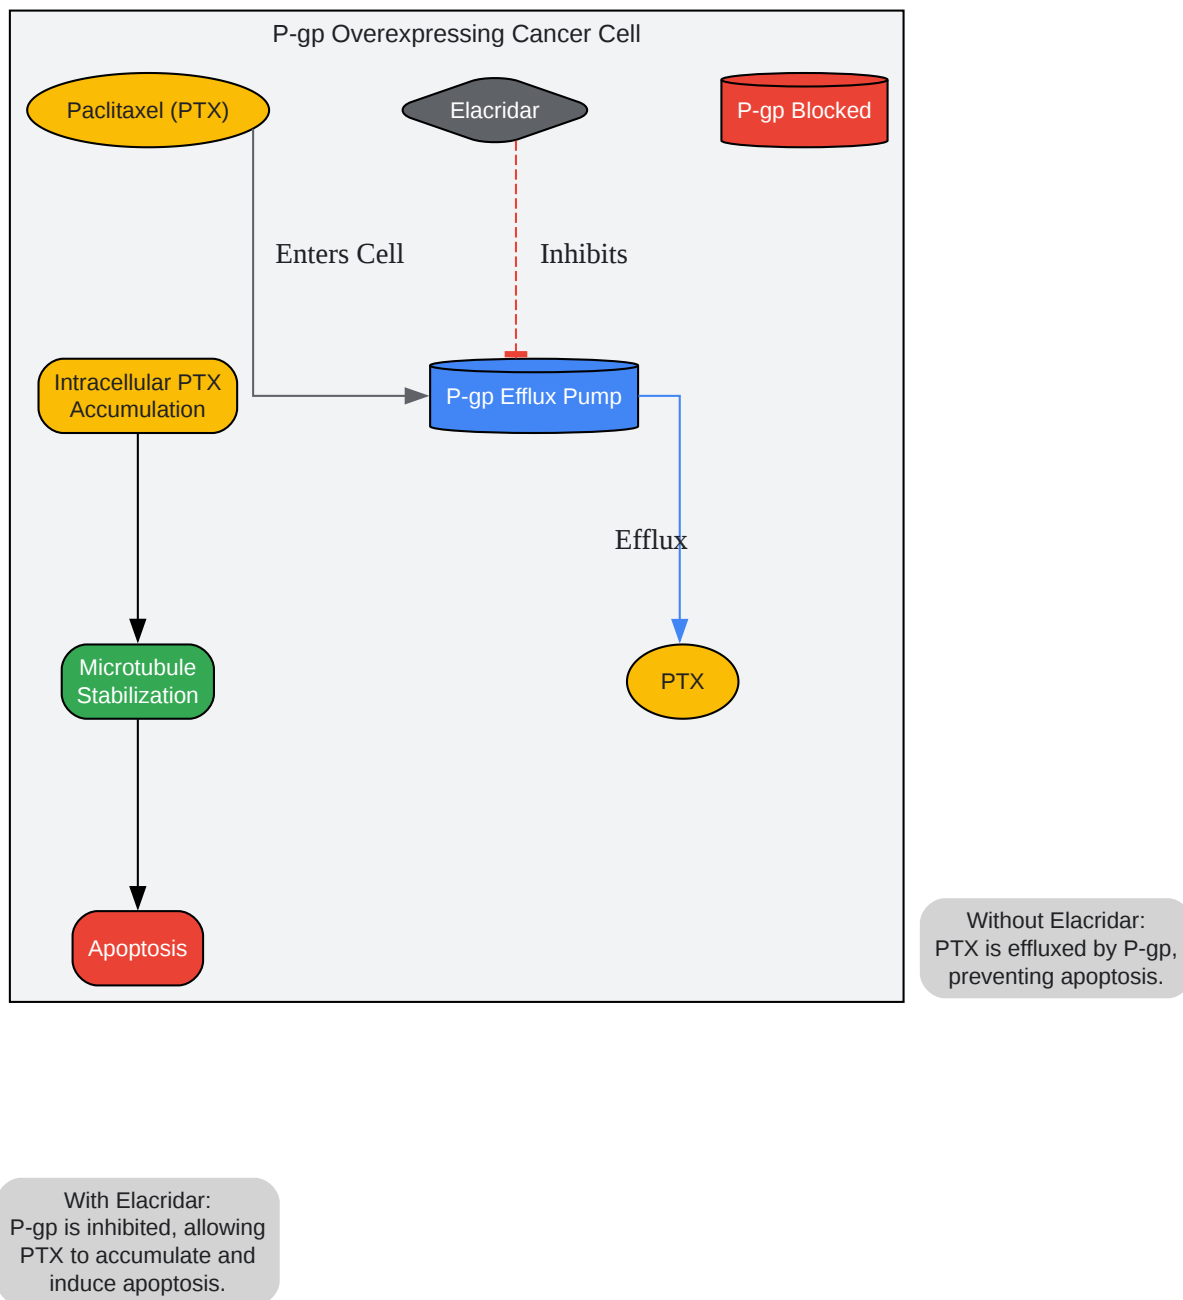 P-gp Overexpressing Cancer Cell
Paclitaxel (PTX)
Elacridar
P-gp Blocked
Enters Cell
Inhibits
Intracellular PTX
Accumulation
P-gp Efflux Pump
Efflux
Microtubule
Stabilization
PTX
Apoptosis
Without Elacridar:
PTX is effluxed by P-gp,
preventing apoptosis.
With Elacridar:
P-gp is inhibited, allowing
PTX to accumulate and
induce apoptosis.